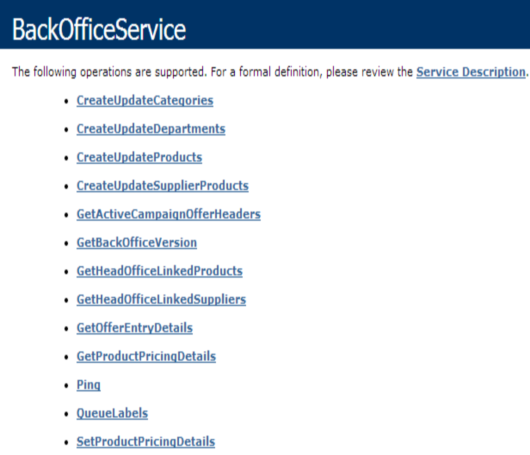 BackOfficeService
The following operations are supported. For a formal definition, please review the Service Description.
• CreateUpdateCategories
• CreateUpdateDepartments
• CreateUpdateProducts
• CreateUpdateSupplierProducts
• GetActiveCampaignOfferHeaders
• GetBackOfficeVersion
• GetHeadOfficeLinkedProducts
• GetHeadOfficeLinkedSuppliers
• GetOfferEntryDetails
• GetProductPricingDetails
• Ping
• QueueLabels
• SetProductPricingDetails